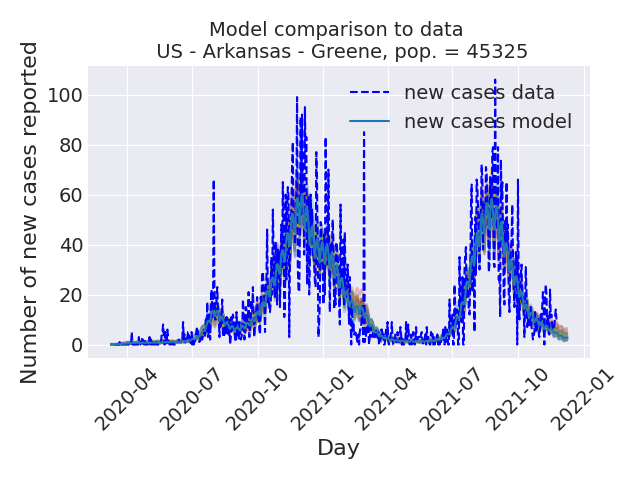 Model comparison to data
US - Arkansas - Greene, pop. = 45325
new cases data
new cases model
Number of new cases reported
100
80
60
40
20
0
2020-04
2020-07
2020-10
2021-01
2021-04
2021-07
2021-10
2022-01
Day